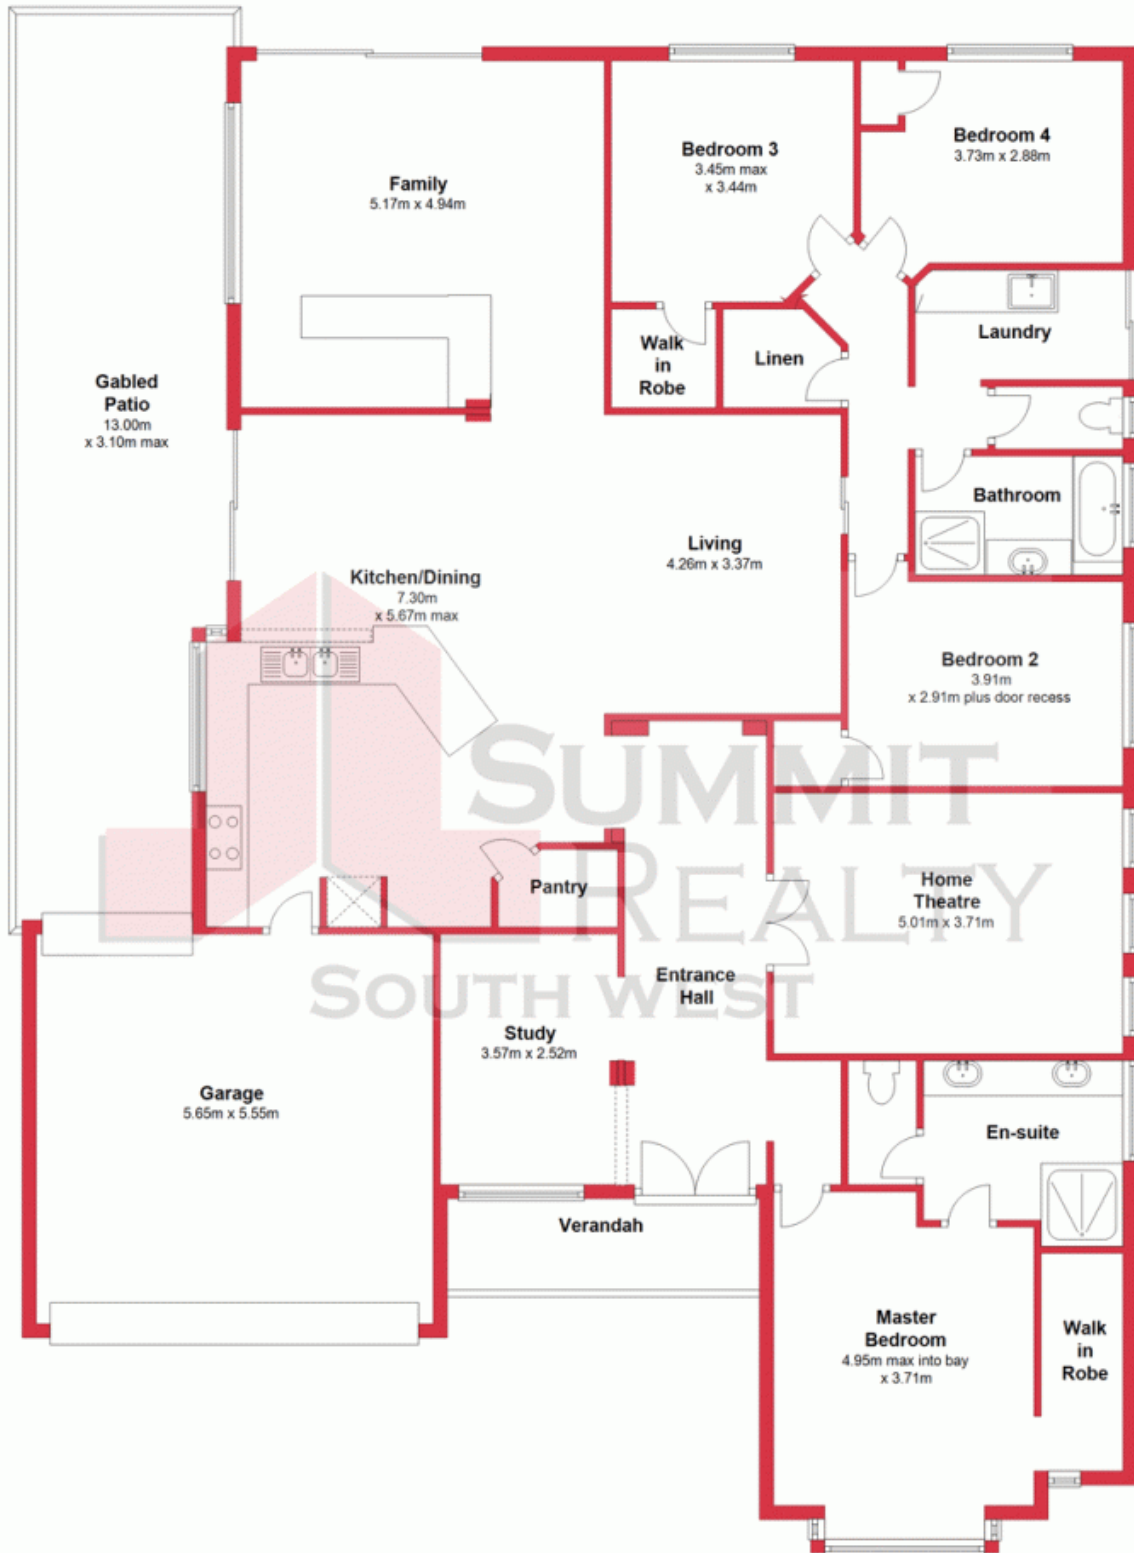 Family
5.17m x 4.94m
Bedroom 3
3.45m max
x 3.44m
Bedroom 4
3.73m x 2.88m
Gabled
Patio
13.00m
x 3.10m max
Walk
in
Robe
Linen
Laundry
Bathroom
Living
4.26m x 3.37m
Kitchen/Dining
7.30m
x 5.67m max
Bedroom 2
3.91m
x 2.91m plus door recess
SUMMIT
REALTY
SOUTH WEST
Pantry
Home
Theatre
5.01m x 3.71m
Entrance
Hall
Study
3.57m x 2.52m
Garage
5.65m x 5.55m
En-suite
Verandah
Master
Bedroom
4.95m max into bay
x 3.71m
Walk
in
Robe